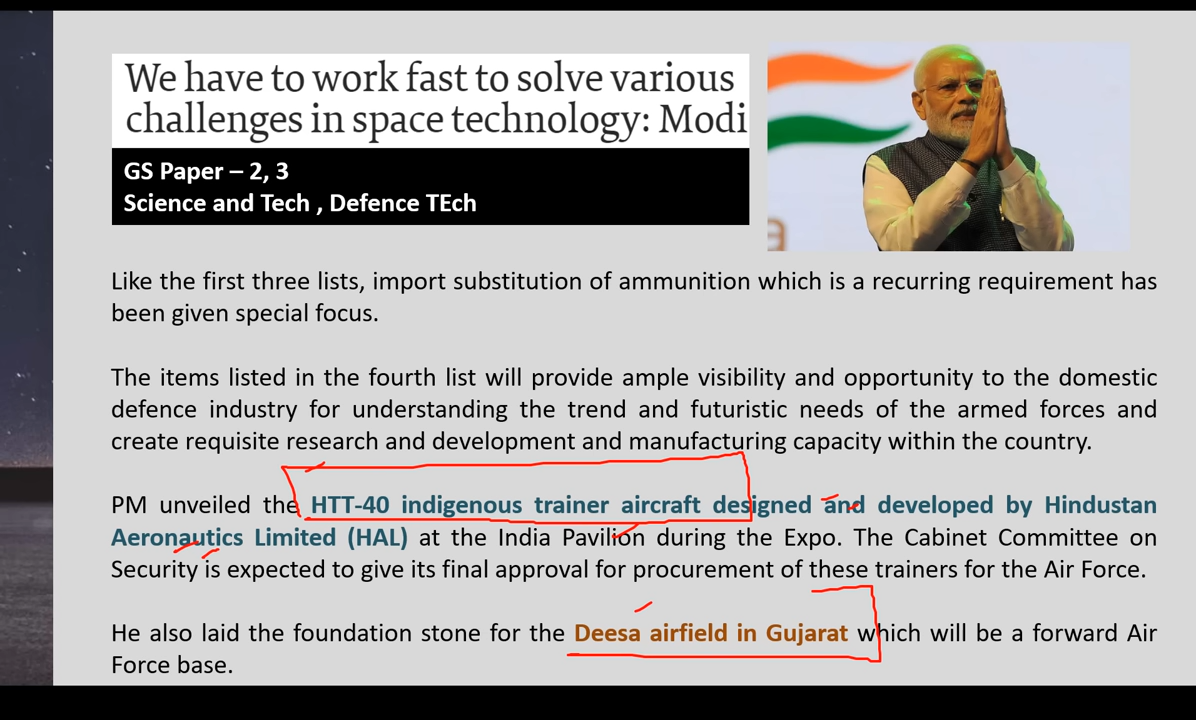 We have to work fast to solve various
challenges in space technology: Modi
GS Paper – 2, 3
Science and Tech , Defence TEch
Like the first three lists, import substitution of ammunition which is a recurring requirement has
been given special focus.
The items listed in the fourth list will provide ample visibility and opportunity to the domestic
defence industry for understanding the trend and futuristic needs of the armed forces and
create requisite research and development and manufacturing capacity within the country.
PM unveiled the HTT-40 indigenous trainer aircraft designed and developed by Hindustan
Aeronautics Limited (HAL) at the India Pavilion during the Expo. The Cabinet Committee on
Security is expected to give its final approval for procurement of these trainers for the Air Force.
He also laid the foundation stone for the Deesa airfield in Gujarat which will be a forward Air
Force base.